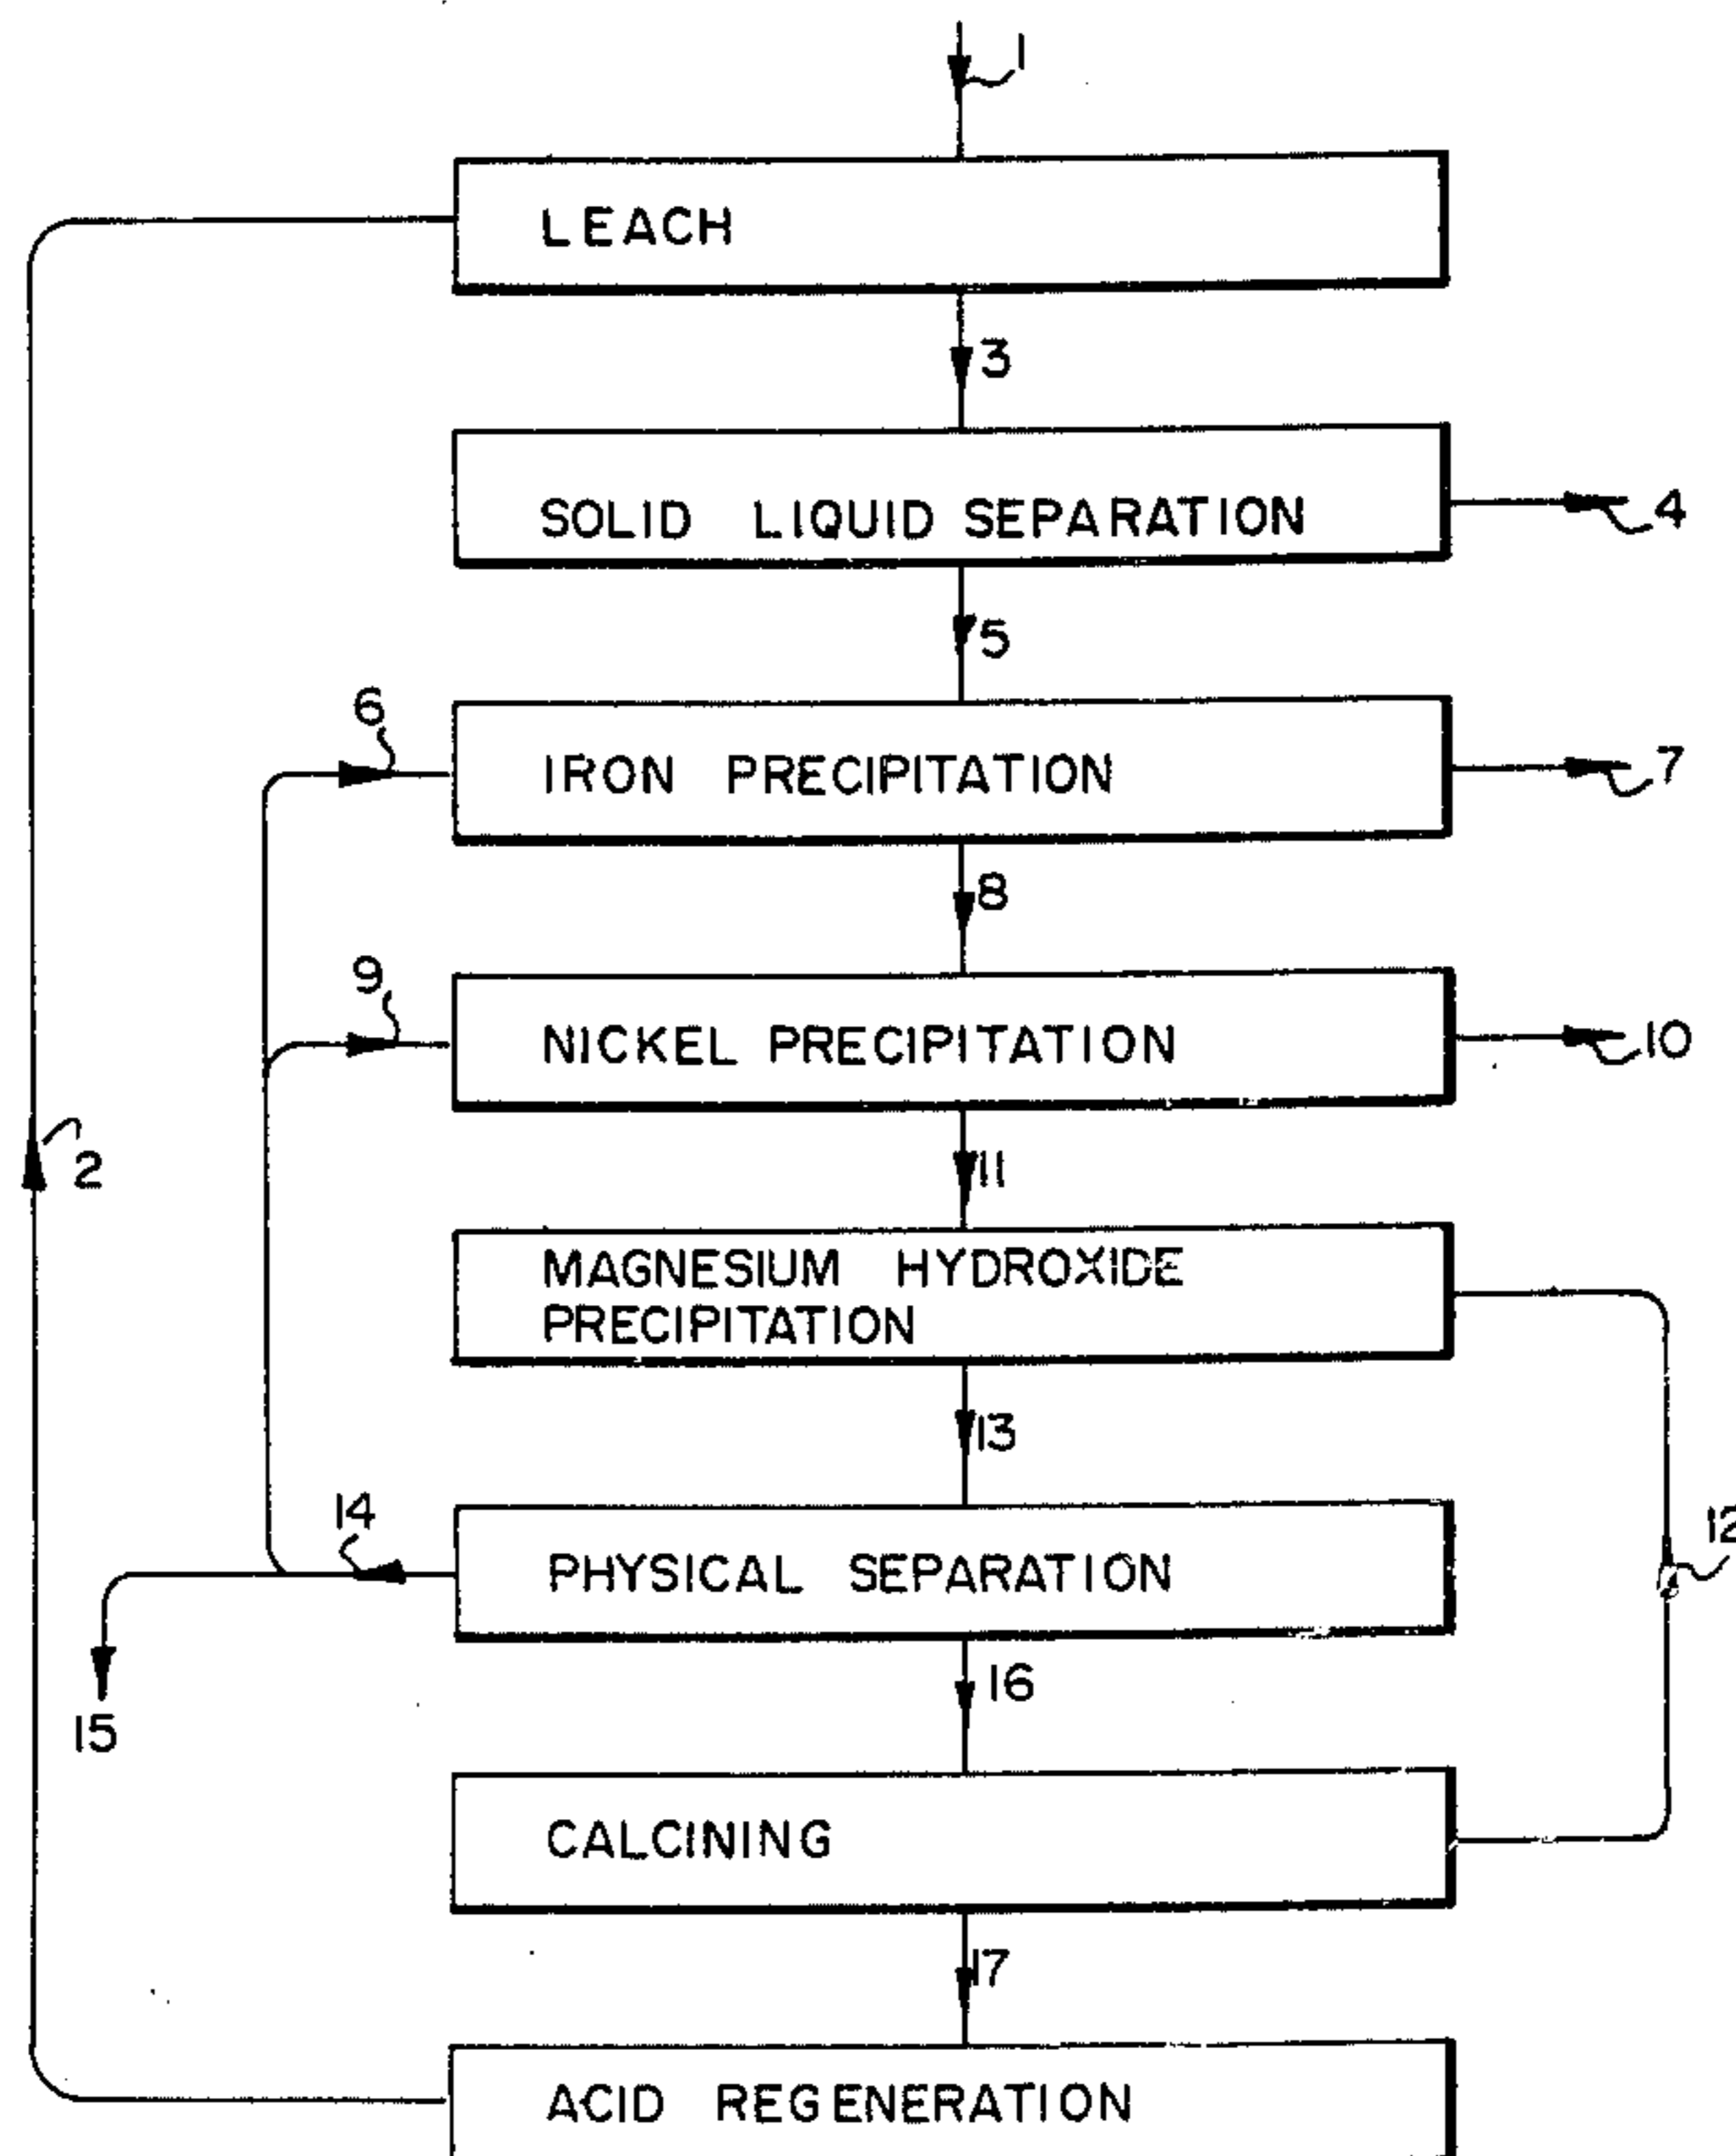 1
LEACH
3
SOLID LIQUID SEPARATION
4
5
6
IRON PRECIPITATION
7
8
9
NICKEL PRECIPITATION
10
2
11
MAGNESIUM HYDROXIDE
PRECIPITATION
13
14
12
PHYSICAL SEPARATION
16
15
CALCINING
17
ACID REGENERATION